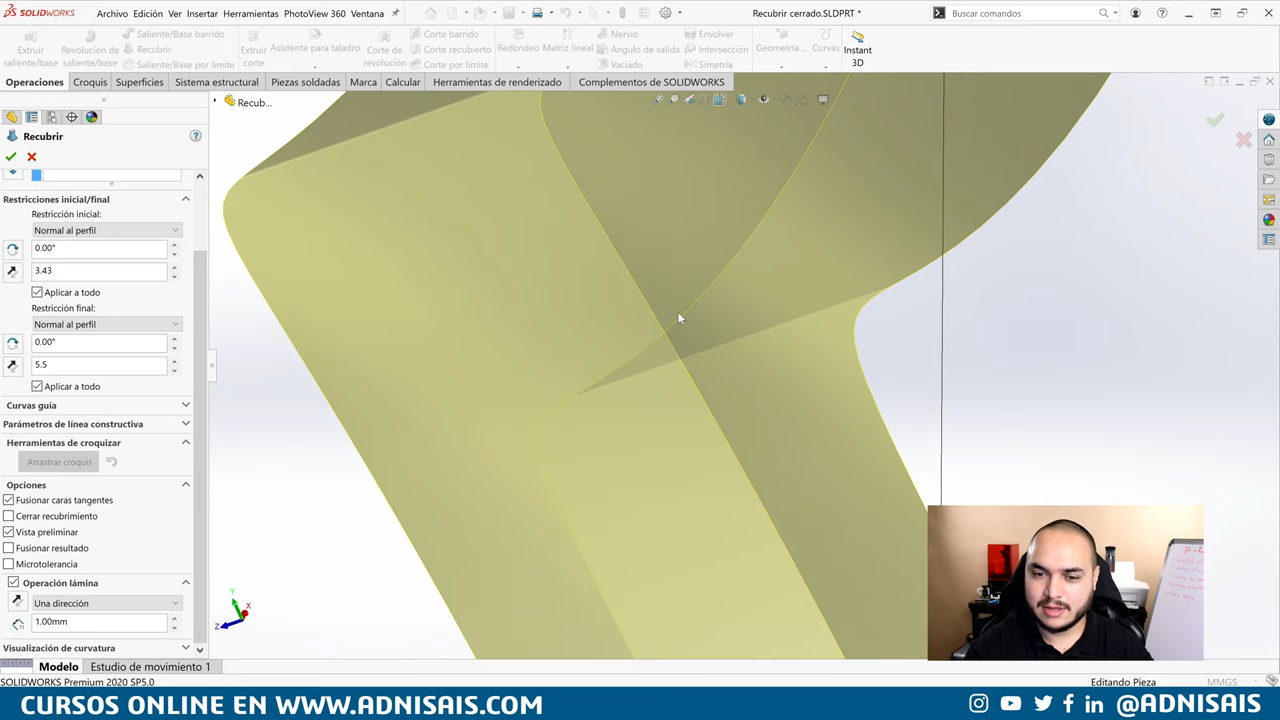 SOLIDWORKS
Archivo Edición Ver Insertar Herramientas PhotoView 360 Ventana
Recubrir cerrado.SLDPRT *
Buscar comandos
Extruir saliente/base
Revolución de saliente/base
Saliente/Base barrido
Recubrir
Saliente/Base por límite
Extruir corte
Asistente para taladro
Corte de revolución
Corte barrido
Corte recubierto
Corte por límite
Redondeo
Matriz lineal
Nervio
Ángulo de salida
Vaciado
Envolver
Intersección
Simetría
Geometría ...
Curvas
Instant 3D
Operaciones Croquis Superficies Sistema estructural Piezas soldadas Marca Calcular Herramientas de renderizado Complementos de SOLIDWORKS
Recub...
Recubrir
Restricciones inicial/final
Restricción inicial:
Normal al perfil
0.00°
3.43
Aplicar a todo
Restricción final:
Normal al perfil
0.00°
5.5
Aplicar a todo
Curvas guía
Parámetros de línea constructiva
Herramientas de croquizar
Arrastrar croquis
Opciones
Fusionar caras tangentes
Cerrar recubrimiento
Vista preliminar
Fusionar resultado
Microtolerancia
Operación lámina
Una dirección
1.00mm
Visualización de curvatura
Y
X
Z
Modelo Estudio de movimiento 1
SOLIDWORKS Premium 2020 SP5.0
Editando Pieza
MMGS
CURSOS ONLINE EN WWW.ADNISAIS.COM
@ADNISAIS